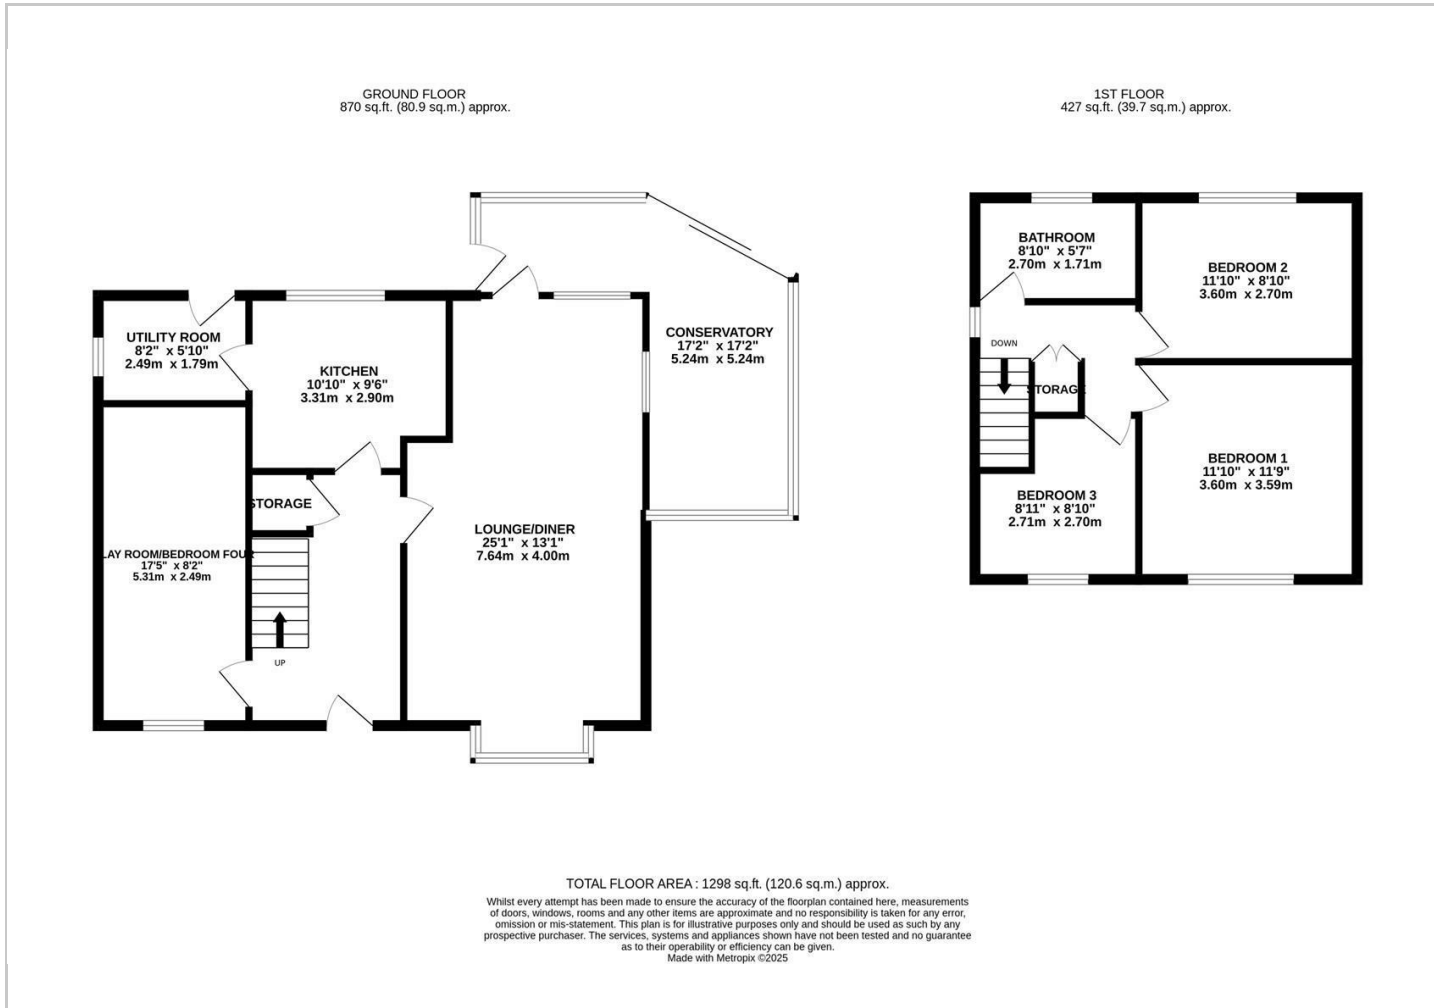 GROUND FLOOR
870 sq.ft. (80.9 sq.m.) approx.
1ST FLOOR
427 sq.ft. (39.7 sq.m.) approx.
UTILITY ROOM
8'2" x 5'10"
2.49m x 1.79m
KITCHEN
10'10" x 9'6"
3.31m x 2.90m
CONSERVATORY
17'2" x 17'2"
5.24m x 5.24m
STORAGE
LOUNGE/DINER
25'1" x 13'1"
7.64m x 4.00m
LAY ROOM/BEDROOM FOUR
17'5" x 8'2"
5.31m x 2.49m
UP
BATHROOM
8'10" x 5'7"
2.70m x 1.71m
BEDROOM 2
11'10" x 8'10"
3.60m x 2.70m
DOWN
STORAGE
BEDROOM 1
11'10" x 11'9"
3.60m x 3.59m
BEDROOM 3
8'11" x 8'10"
2.71m x 2.70m
TOTAL FLOOR AREA : 1298 sq.ft. (120.6 sq.m.) approx.
Whilst every attempt has been made to ensure the accuracy of the floorplan contained here, measurements
of doors, windows, rooms and any other items are approximate and no responsibility is taken for any error,
omission or mis-statement. This plan is for illustrative purposes only and should be used as such by any
prospective purchaser. The services, systems and appliances shown have not been tested and no guarantee
as to their operability or efficiency can be given.
Made with Metropix ©2025